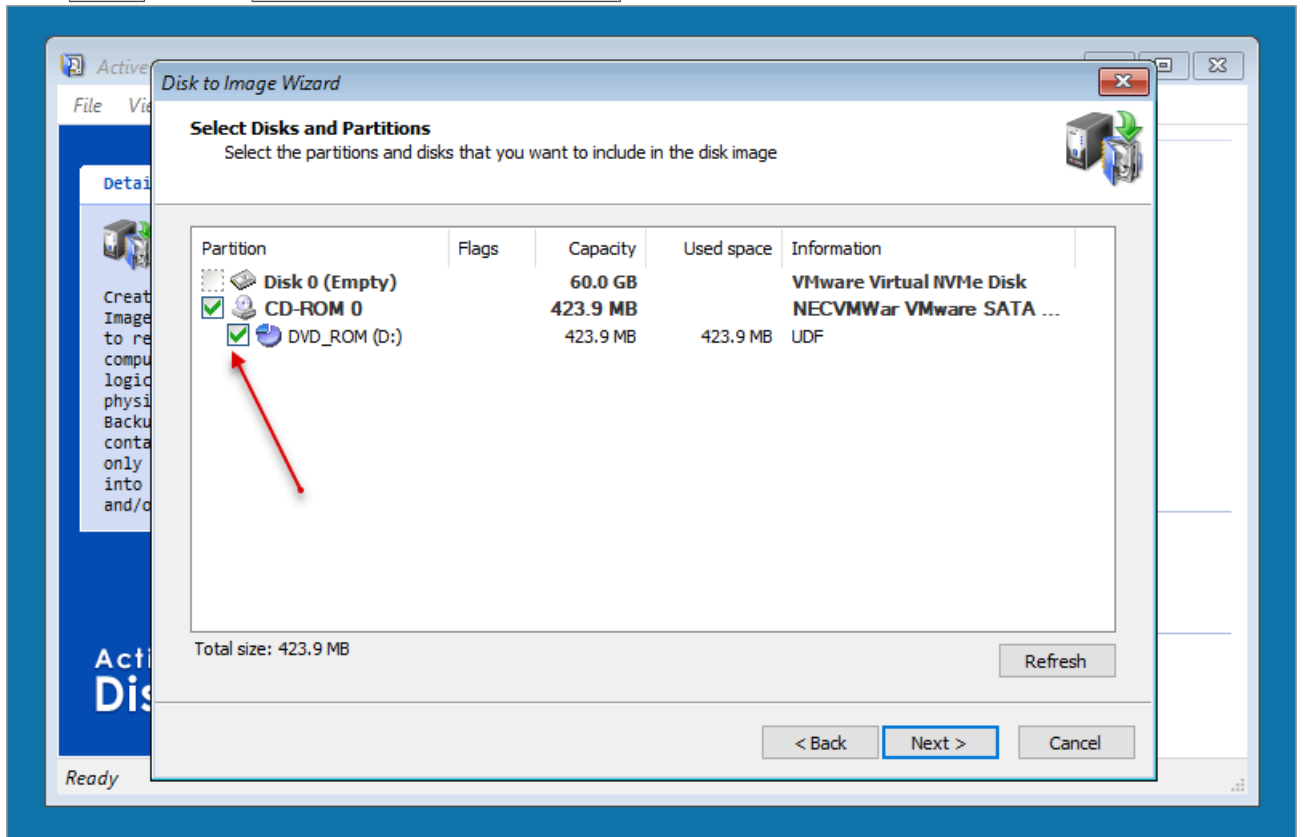 Active
Disk to Image Wizard
File Vie
Select Disks and Partitions
Select the partitions and disks that you want to include in the disk image
Detai
Partition Flags Capacity Used space Information
Disk 0 (Empty) 60.0 GB VMware Virtual NVMe Disk
CD-ROM 0 423.9 MB NECVMWar VMware SATA ...
DVD_ROM (D:) 423.9 MB 423.9 MB UDF
Creat
Image
to re
compu
logic
physi
Backu
conta
only
into
and/o
Total size: 423.9 MB
Refresh
Acti
Dis
< Back Next > Cancel
Ready